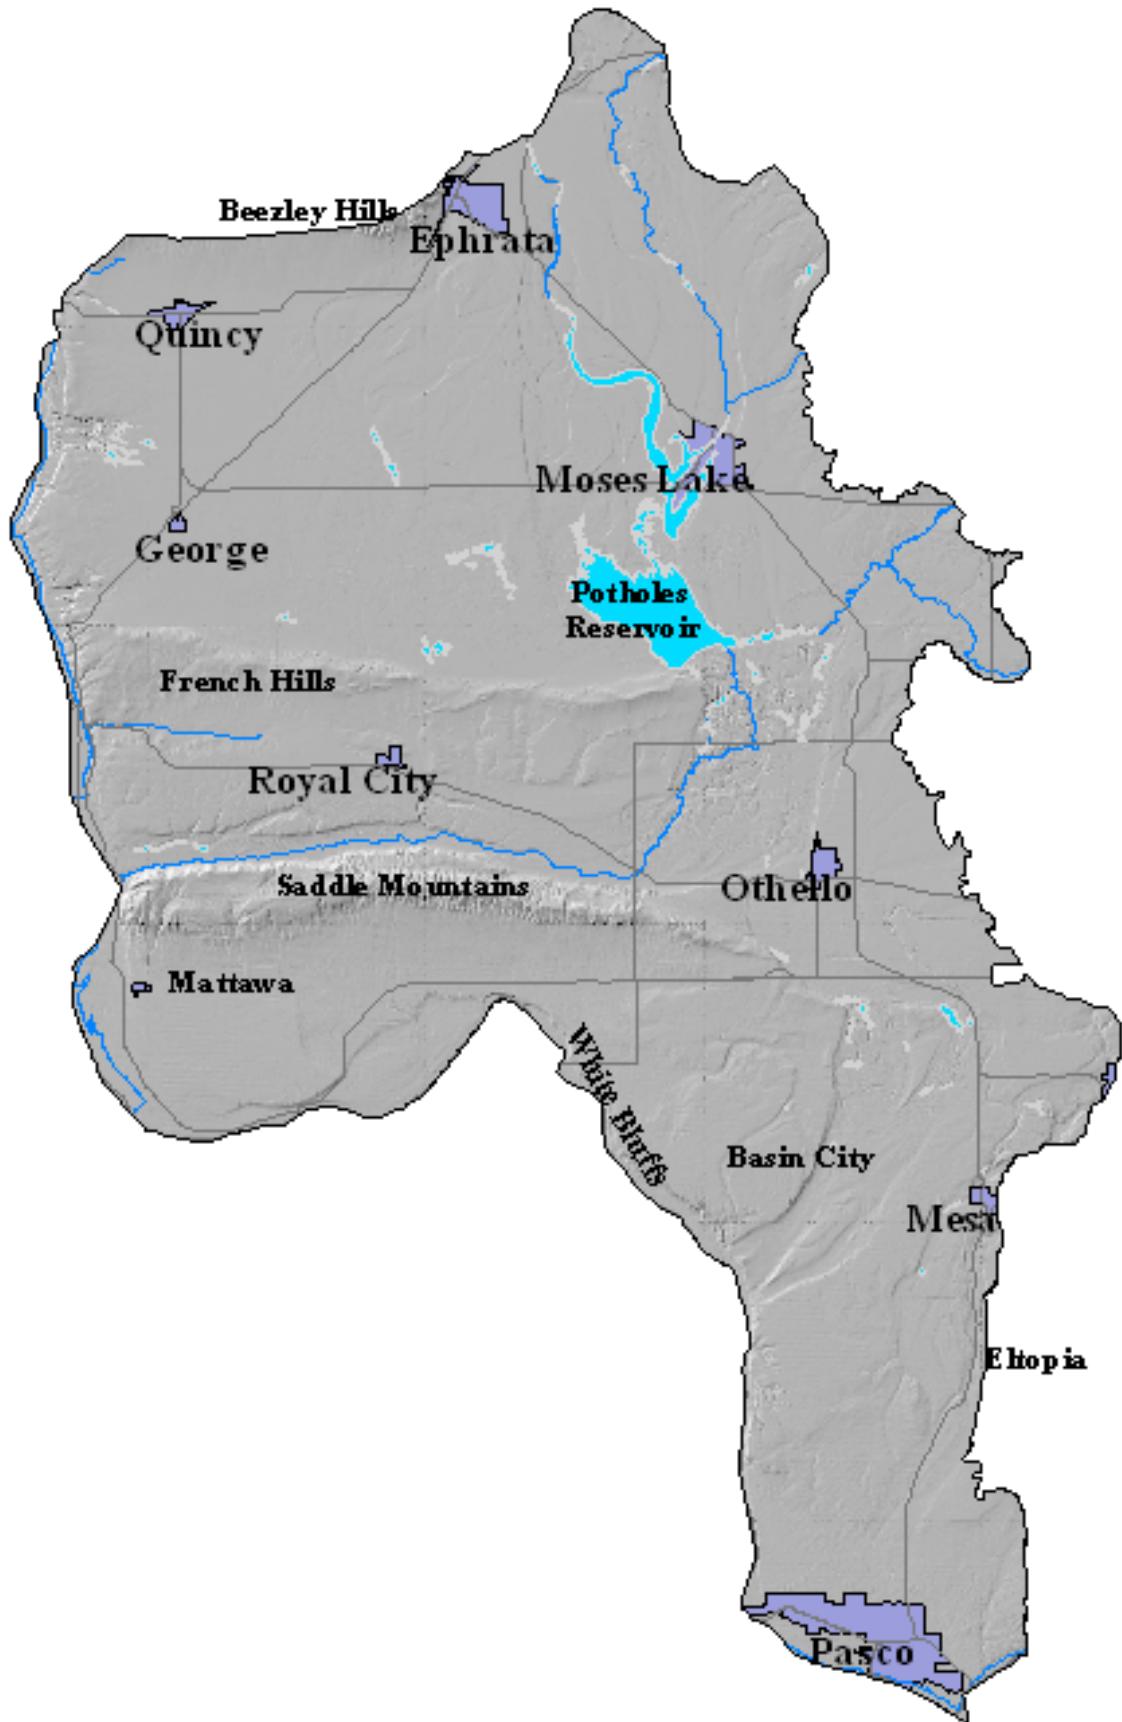 Beezley Hills
Ephrata
Quincy
Moses Lake
George
Potholes
Reservoir
French Hills
Royal City
Saddle Mountains
Othello
Mattawa
White Bluffs
Basin City
Mesa
Eltopia
Pasco